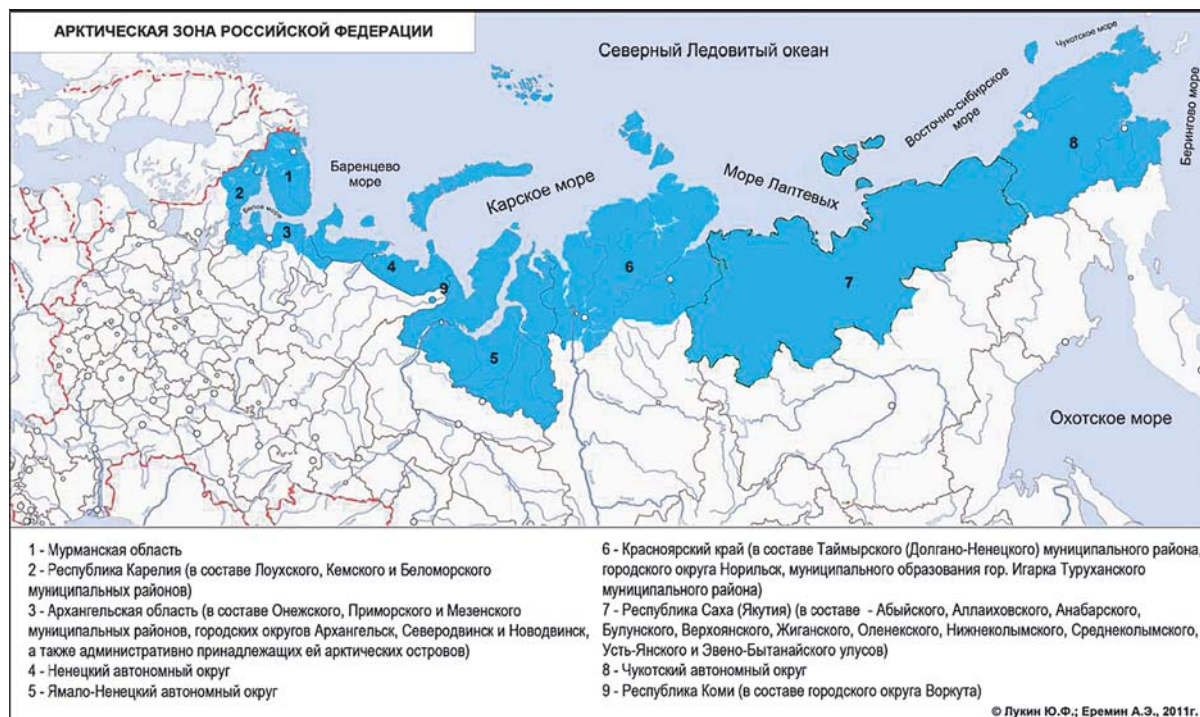 АРКТИЧЕСКАЯ ЗОНА РОССИЙСКОЙ ФЕДЕРАЦИИ
Северный Ледовитый океан
Чукотское море
Восточно-сибирское
море
Берингово море
Баренцево
море
Карское море
Море Лаптевых
Белое море
Охотское море
1
2
3
4
9
5
6
7
8
1 - Мурманская область
2 - Республика Карелия (в составе Лоухского, Кемского и Беломорского
муниципальных районов)
3 - Архангельская область (в составе Онежского, Приморского и Мезенского
муниципальных районов, городских округов Архангельск, Северодвинск и Новодвинск,
а также административно принадлежащих ей арктических островов)
4 - Ненецкий автономный округ
5 - Ямало-Ненецкий автономный округ
6 - Красноярский край (в составе Таймырского (Долгано-Ненецкого) муниципального района,
городского округа Норильск, муниципального образования гор. Игарка Туруханского
муниципального района)
7 - Республика Саха (Якутия) (в составе - Абыйского, Аллаиховского, Анабарского,
Булунского, Верхоянского, Жиганского, Оленекского, Нижнеколымского, Среднеколымского,
Усть-Янского и Эвено-Бытанайского улусов)
8 - Чукотский автономный округ
9 - Республика Коми (в составе городского округа Воркута)
© Лукин Ю.Ф.; Еремин А.Э., 2011г.